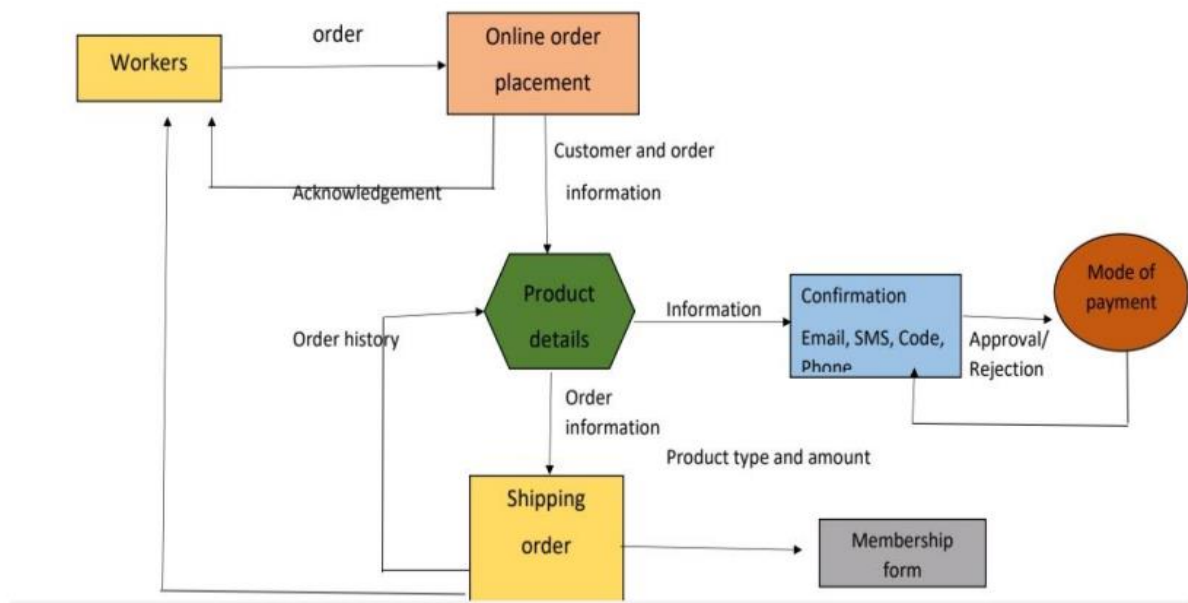 order
Workers
Online order
placement
Customer and order
information
Acknowledgement
Product
details
Information
Confirmation
Email, SMS, Code,
Phone
Approval/
Rejection
Mode of
payment
Order history
Order
information
Product type and amount
Shipping
order
Membership
form